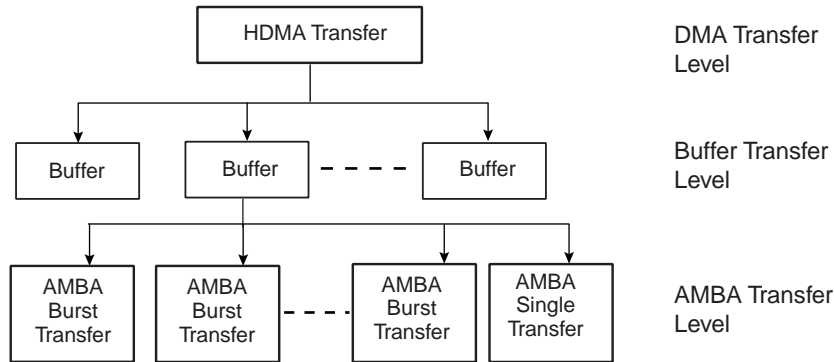 HDMA Transfer
DMA Transfer
Level
Buffer
Buffer
Buffer
Buffer Transfer
Level
AMBA
Burst
Transfer
AMBA
Burst
Transfer
AMBA
Burst
Transfer
AMBA
Single
Transfer
AMBA Transfer
Level